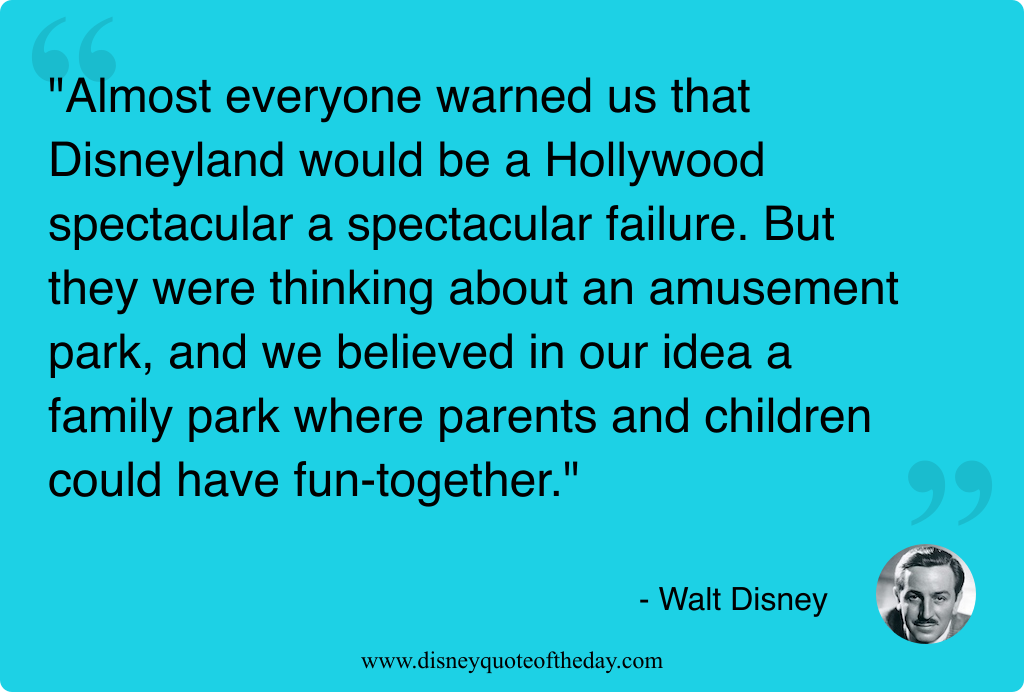 "Almost everyone warned us that
Disneyland would be a Hollywood
spectacular a spectacular failure. But
they were thinking about an amusement
park, and we believed in our idea a
family park where parents and children
could have fun-together."
- Walt Disney
www.disneyquoteoftheday.com